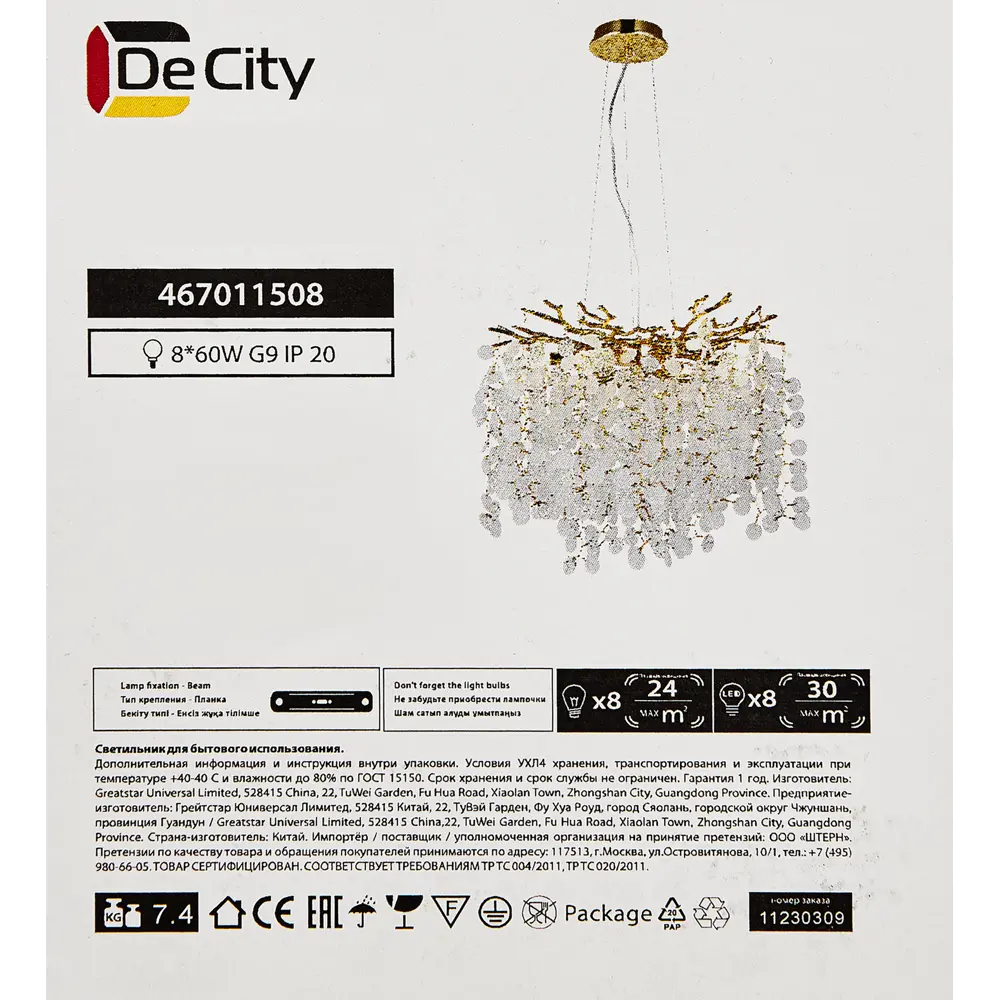 De City
467011508
8*60W G9 IP 20
Lamp fixation - Beam
Тип крепления - Планка
Бекіту типі - Енсіз жұқа тілімше
Don't forget the light bulbs
Не забудьте приобрести лампочки
Шам сатып алуды умытпаңыз
x8
24
MAX m²
LED x8
30
MAX m²
Светильник для бытового использования.
Дополнительная информация и инструкция внутри упаковки. Условия УХЛ4 хранения, транспортирования и эксплуатации при
температуре +40-40 С и влажности до 80% по ГОСТ 15150. Срок хранения и срок службы не ограничен. Гарантия 1 год. Изготовитель:
Greatstar Universal Limited, 528415 China, 22, TuWei Garden, Fu Hua Road, Xiaolan Town, Zhongshan City, Guangdong Province. Предприятие-
изготовитель: Грейтстар Юниверсал Лимитед, 528415 Китай, 22, ТуВэй Гарден, Фу Хуа Роуд, город Сяолань, городской округ Чжуншань,
провинция Гуандун / Greatstar Universal Limited, 528415 China,22, TuWei Garden, Fu Hua Road, Xiaolan Town, Zhongshan City, Guangdong
Province. Страна-изготовитель: Китай. Импортёр / поставщик / уполномоченная организация на принятие претензий: ООО «ШТЕРН».
Претензии по качеству товара и обращения покупателей принимаются по адресу: 117513, г.Москва, ул.Островитянова, 10/1, тел.: +7 (495)
980-66-05. ТОВАР СЕРТИФИЦИРОВАН. СООТВЕТСТВУЕТ ТРЕБОВАНИЯМ ТР ТС 004/2011, ТР ТС 020/2011.
KG 7.4 CE EAC F Package 20 PAP
номер заказа
11230309